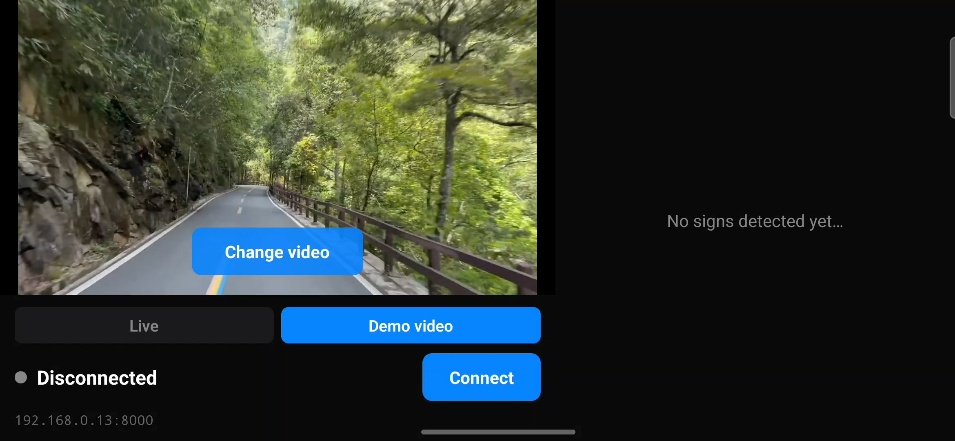 Change video
No signs detected yet...
Live
Demo video
Disconnected
Connect
192.168.0.13:8000